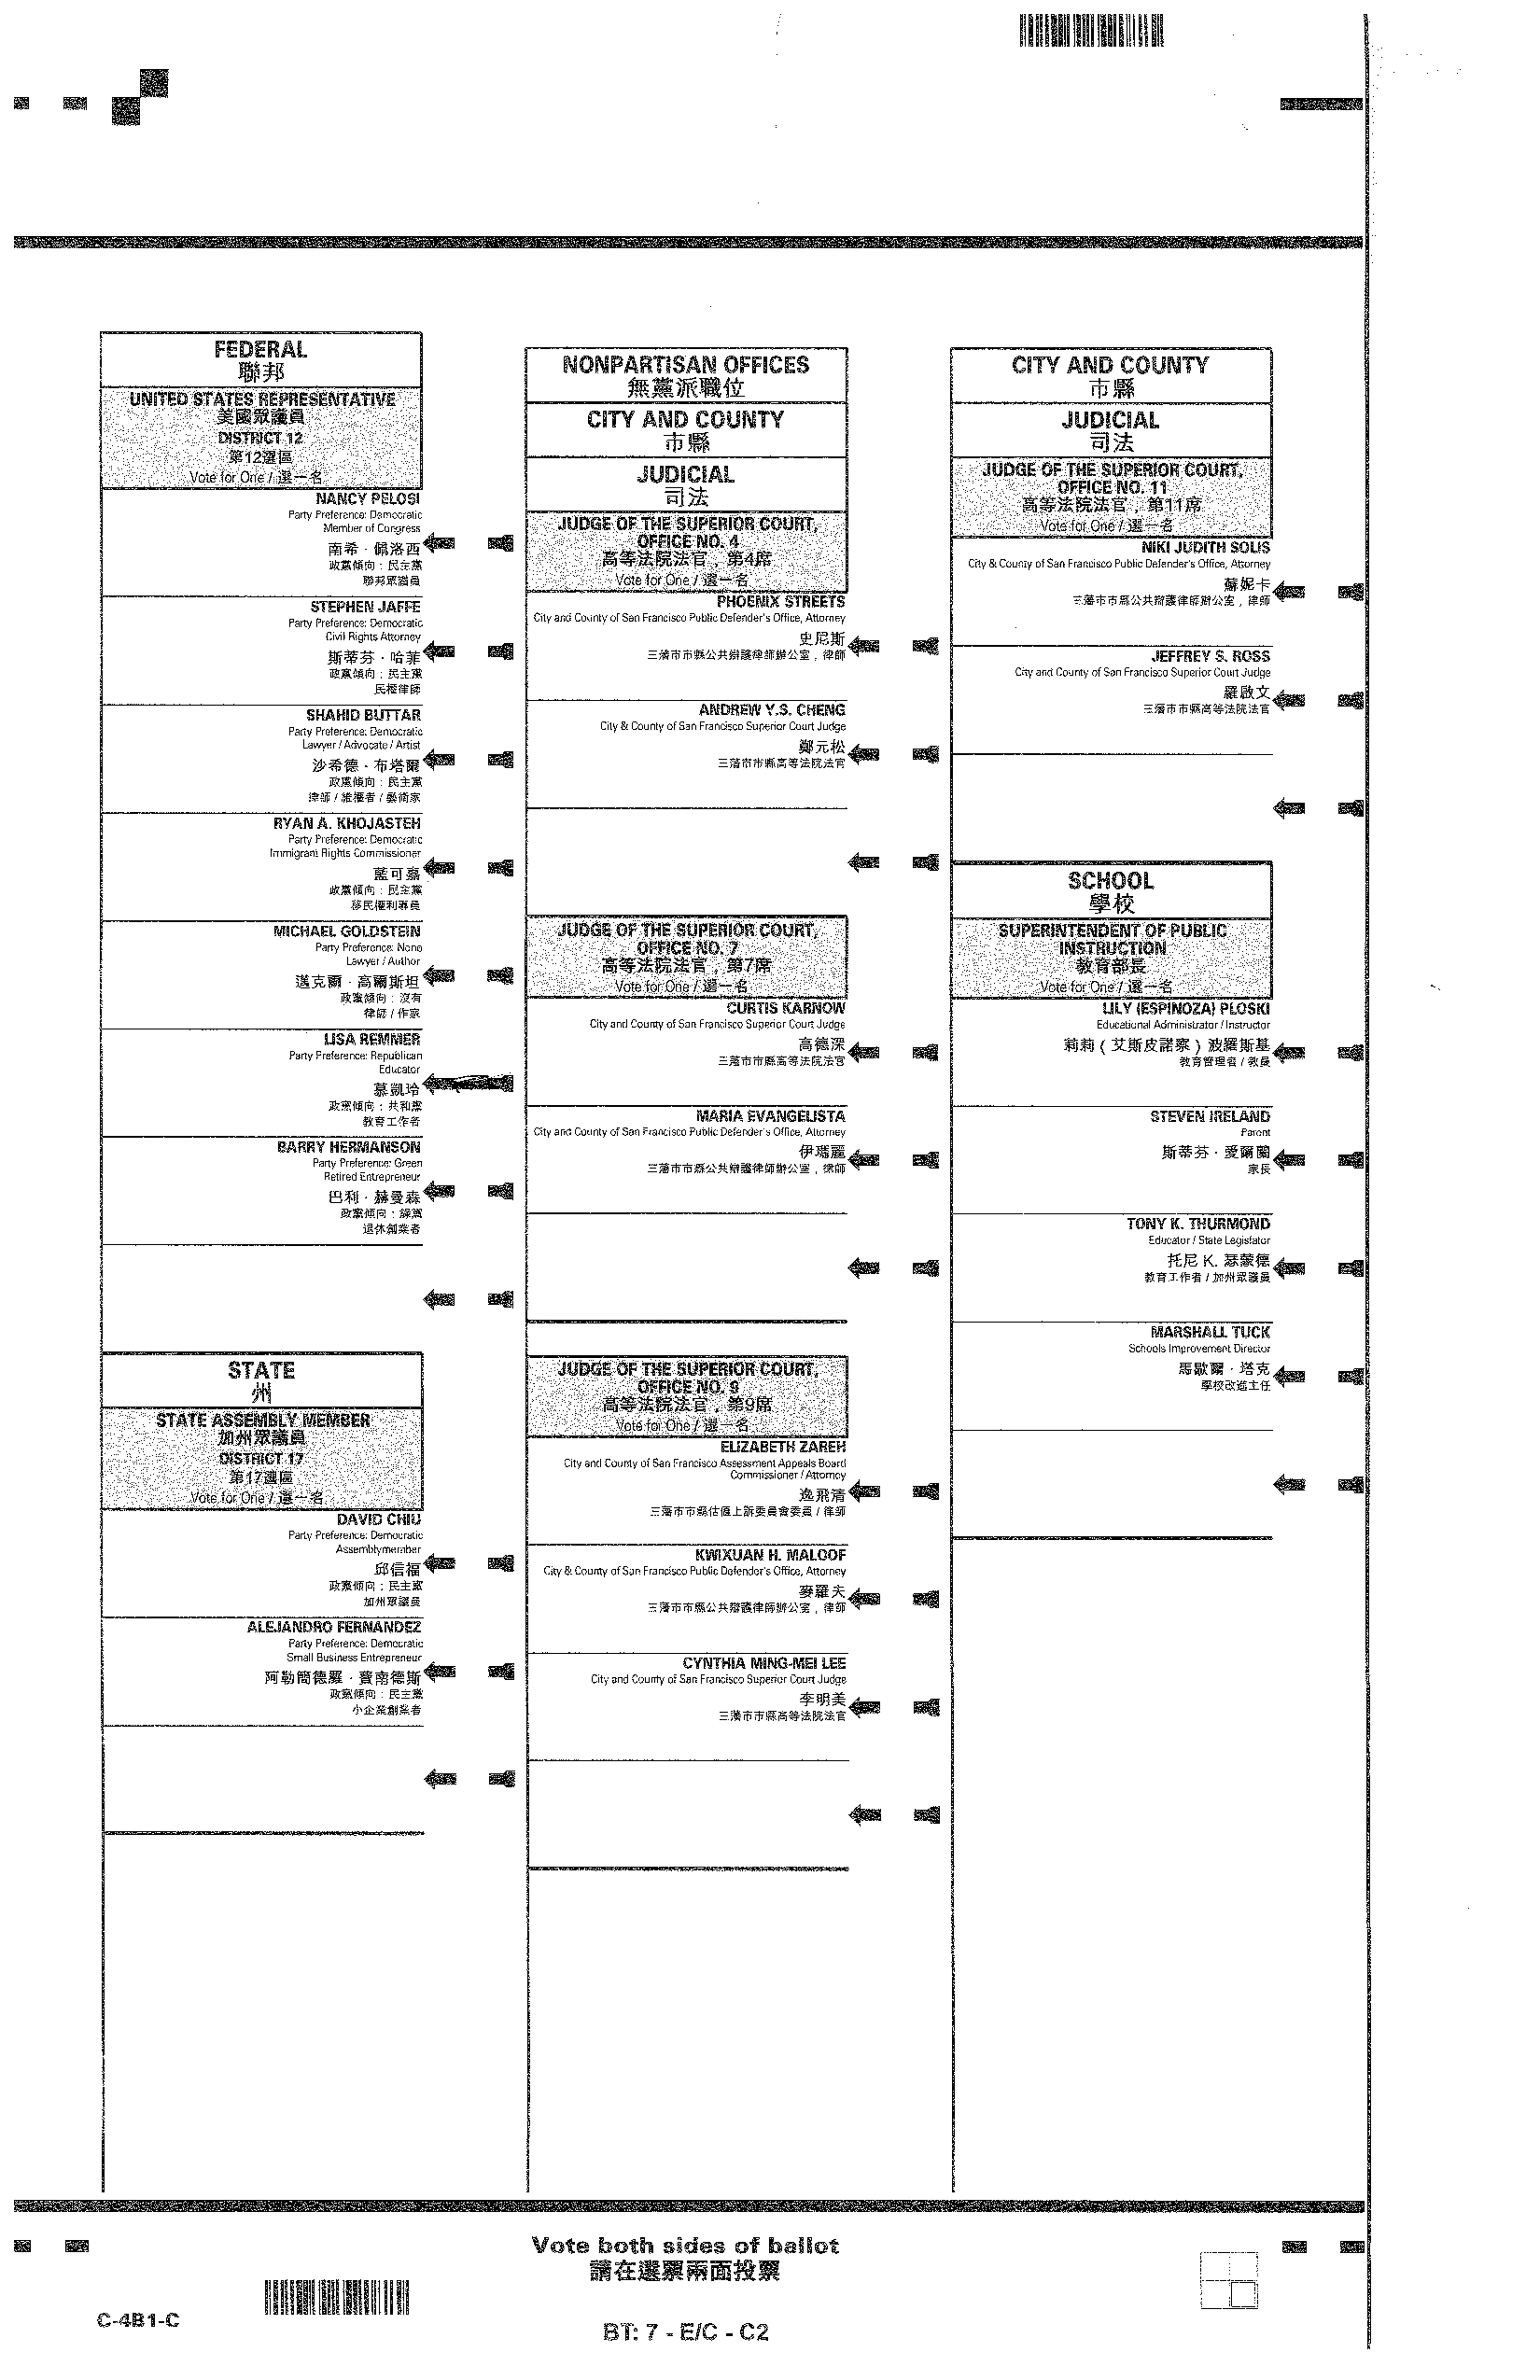 FEDERAL
聯邦
UNITED STATES REPRESENTATIVE
美國眾議員
DISTRICT 12
第12選區
Vote for One / 選一名
NANCY PELOSI
Party Preference: Democratic
Member of Congress
南希 · 佩洛西
政黨傾向：民主黨
聯邦眾議員
STEPHEN JAFFE
Party Preference: Democratic
Civil Rights Attorney
斯蒂芬 · 哈菲
政黨傾向：民主黨
民權律師
SHAHID BUTTAR
Party Preference: Democratic
Lawyer / Advocate / Artist
沙希德 · 布塔爾
政黨傾向：民主黨
律師 / 維權者 / 藝術家
RYAN A. KHOJASTEH
Party Preference: Democratic
Immigrant Rights Commissioner
藍可嘉
政黨傾向：民主黨
移民權利專員
MICHAEL GOLDSTEIN
Party Preference: None
Lawyer / Author
邁克爾 · 高爾斯坦
政黨傾向：沒有
律師 / 作家
LISA REMMER
Party Preference: Republican
Educator
慕凱玲
政黨傾向：共和黨
教育工作者
BARRY HERMANSON
Party Preference: Green
Retired Entrepreneur
巴利 · 赫曼森
政黨傾向：綠黨
退休創業者
STATE
州
STATE ASSEMBLY MEMBER
加州眾議員
DISTRICT 17
第17選區
Vote for One / 選一名
DAVID CHIU
Party Preference: Democratic
Assemblymember
邱信福
政黨傾向：民主黨
加州眾議員
ALEJANDRO FERNANDEZ
Party Preference: Democratic
Small Business Entrepreneur
阿勒簡德羅 · 費南德斯
政黨傾向：民主黨
小企業創業者
NONPARTISAN OFFICES
無黨派職位
CITY AND COUNTY
市縣
JUDICIAL
司法
JUDGE OF THE SUPERIOR COURT,
OFFICE NO. 4
高等法院法官，第4席
Vote for One / 選一名
PHOENIX STREETS
City and County of San Francisco Public Defender's Office, Attorney
史尼斯
三藩市市縣公共辯護律師辦公室，律師
ANDREW Y.S. CHENG
City & County of San Francisco Superior Court Judge
鄭元松
三藩市市縣高等法院法官
JUDGE OF THE SUPERIOR COURT,
OFFICE NO. 7
高等法院法官，第7席
Vote for One / 選一名
CURTIS KARNOW
City and County of San Francisco Superior Court Judge
高德深
三藩市市縣高等法院法官
MARIA EVANGELISTA
City and County of San Francisco Public Defender's Office, Attorney
伊瑪麗
三藩市市縣公共辯護律師辦公室，律師
JUDGE OF THE SUPERIOR COURT,
OFFICE NO. 9
高等法院法官，第9席
Vote for One / 選一名
ELIZABETH ZAREH
City and County of San Francisco Assessment Appeals Board
Commissioner / Attorney
逸飛清
三藩市市縣估值上訴委員會委員 / 律師
KWIXUAN H. MALOOF
City & County of San Francisco Public Defender's Office, Attorney
麥羅夫
三藩市市縣公共辯護律師辦公室，律師
CYNTHIA MING-MEI LEE
City and County of San Francisco Superior Court Judge
李明美
三藩市市縣高等法院法官
CITY AND COUNTY
市縣
JUDICIAL
司法
JUDGE OF THE SUPERIOR COURT,
OFFICE NO. 11
高等法院法官，第11席
Vote for One / 選一名
NIKI JUDITH SOLIS
City & County of San Francisco Public Defender's Office, Attorney
蘇妮卡
三藩市市縣公共辯護律師辦公室，律師
JEFFREY S. ROSS
City and County of San Francisco Superior Court Judge
羅啟文
三藩市市縣高等法院法官
SCHOOL
學校
SUPERINTENDENT OF PUBLIC
INSTRUCTION
教育部長
Vote for One / 選一名
LILY (ESPINOZA) PLOSKI
Educational Administrator / Instructor
莉莉（艾斯皮諾察）波羅斯基
教育管理者 / 教員
STEVEN IRELAND
Parent
斯蒂芬 · 愛爾蘭
家長
TONY K. THURMOND
Educator / State Legislator
托尼 K. 瑟蒙德
教育工作者 / 加州眾議員
MARSHALL TUCK
Schools Improvement Director
馬歇爾 · 塔克
學校改進主任
Vote both sides of ballot
請在選票兩面投票
C-4B1-C
BT: 7 - E/C - C2